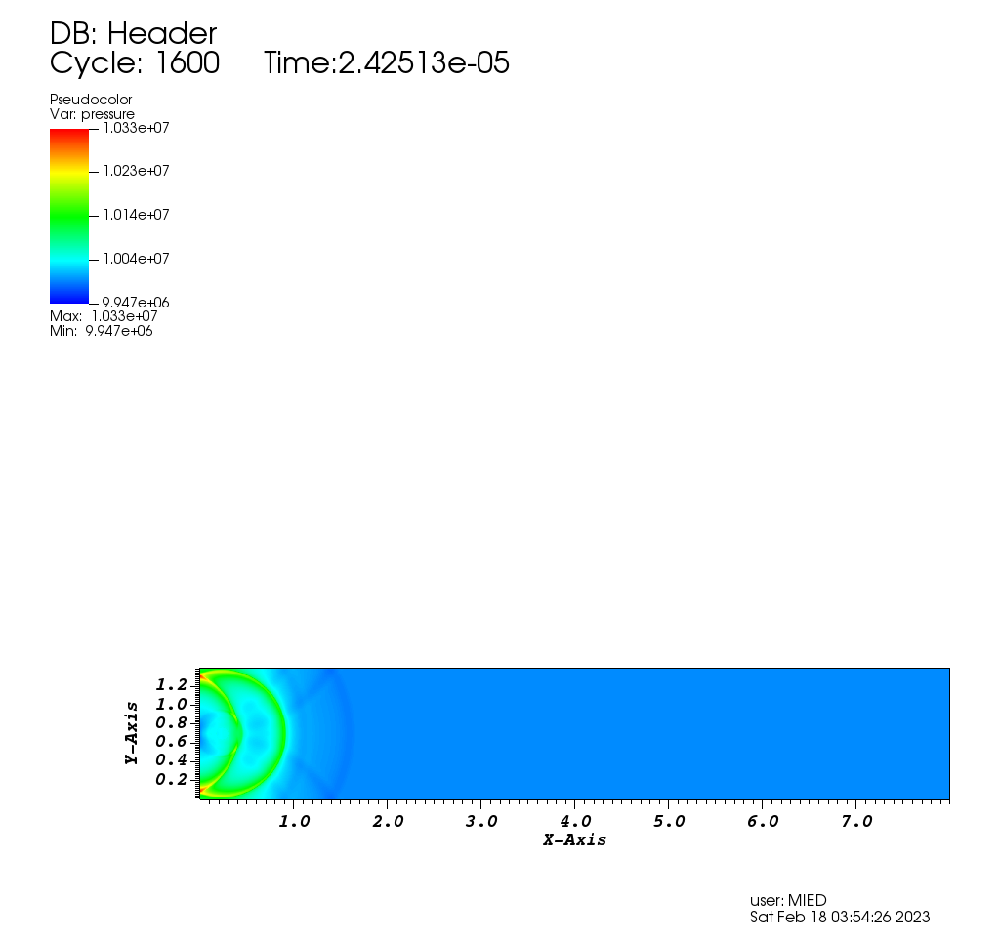 DB: Header
Cycle: 1600 Time:2.42513e-05
Pseudocolor
Var: pressure
1.033e+07
1.023e+07
1.014e+07
1.004e+07
9.947e+06
Max: 1.033e+07
Min: 9.947e+06
1.2
1.0
0.8
0.6
0.4
0.2
Y-Axis
1.0 2.0 3.0 4.0 5.0 6.0 7.0
X-Axis
user: MIED
Sat Feb 18 03:54:26 2023